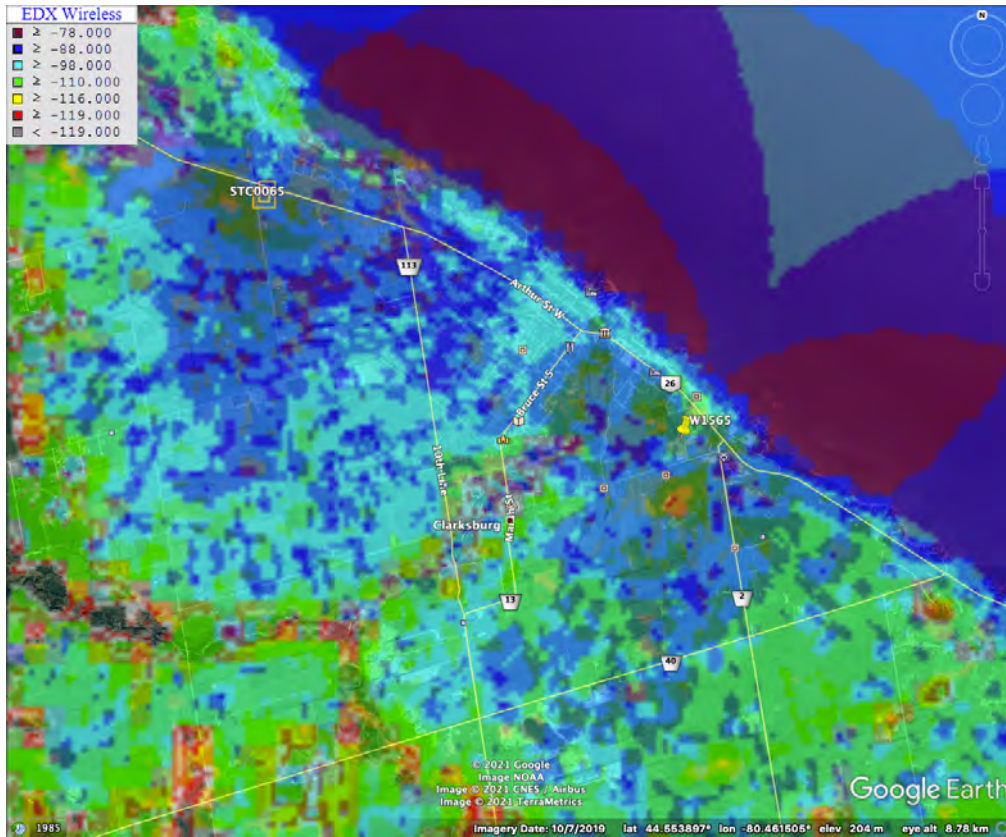 EDX Wireless
≥ -78.000
≥ -88.000
≥ -98.000
≥ -110.000
≥ -116.000
≥ -119.000
< -119.000
N
STC0065
113
Arthur St W
26
Bruce St S
W1565
10th Line
Clarksburg
Main St
13
2
40
© 2021 Google
Image NOAA
Image © 2021 CNES / Airbus
Image © 2021 TerraMetrics
Google Earth
1985
Imagery Date: 10/7/2019 lat 44.553897° lon -80.461505° elev 204 m eye alt 8.78 km